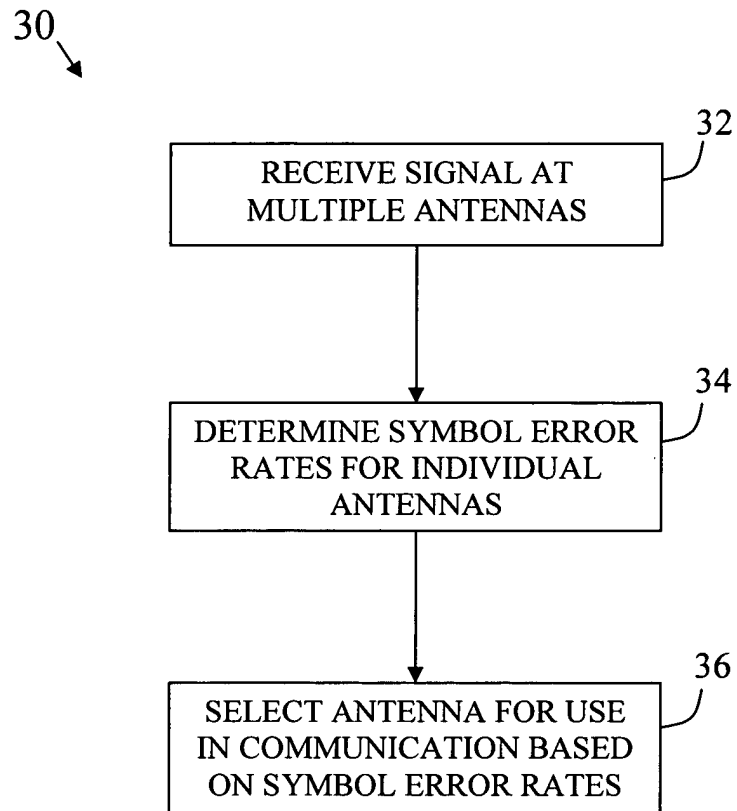 30
32
RECEIVE SIGNAL AT
MULTIPLE ANTENNAS
34
DETERMINE SYMBOL ERROR
RATES FOR INDIVIDUAL
ANTENNAS
36
SELECT ANTENNA FOR USE
IN COMMUNICATION BASED
ON SYMBOL ERROR RATES